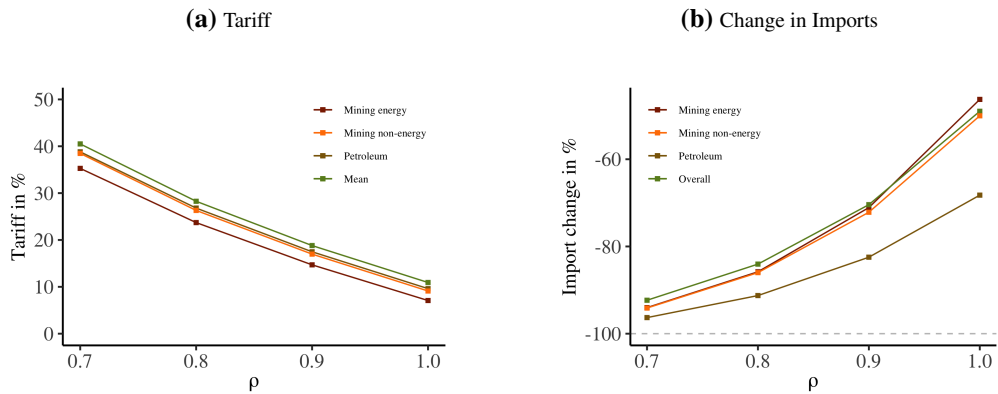 (a) Tariff
Tariff in %
50
40
30
20
10
0
Mining energy
Mining non-energy
Petroleum
Mean
0.7 0.8 0.9 1.0
ρ
(b) Change in Imports
Import change in %
-60
-80
-100
Mining energy
Mining non-energy
Petroleum
Overall
0.7 0.8 0.9 1.0
ρ